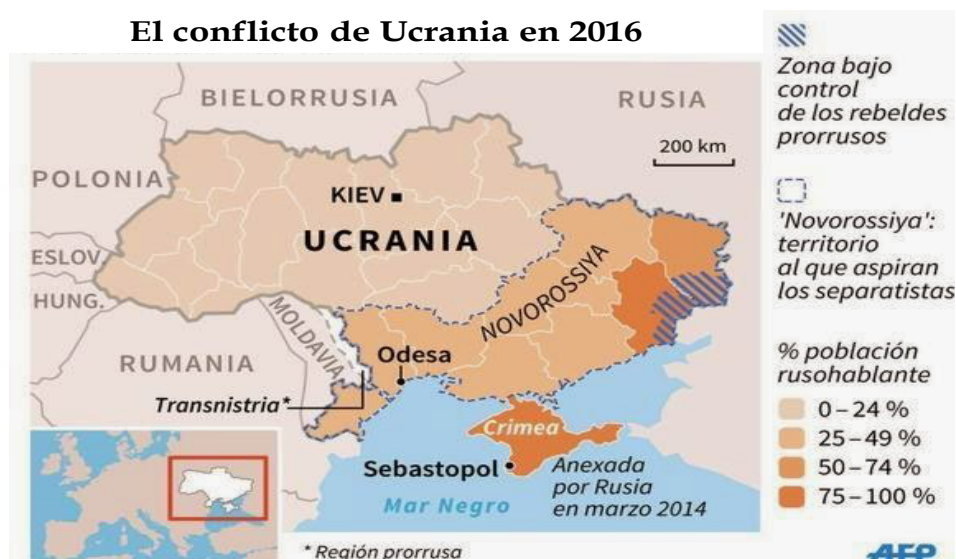 El conflicto de Ucrania en 2016
BIELORRUSIA
RUSIA
200 km
POLONIA
KIEV
UCRANIA
ESLOV.
HUNG.
MOLDAVIA
NOVOROSSIYA
RUMANIA
Odesa
Transnistria*
Crimea
Sebastopol
Anexada
por Rusia
en marzo 2014
Mar Negro
* Región prorrusa
Zona bajo
control
de los rebeldes
prorrusos
'Novorossiya':
territorio
al que aspiran
los separatistas
% población
rusohablante
0 – 24 %
25 – 49 %
50 – 74 %
75 – 100 %
AFP